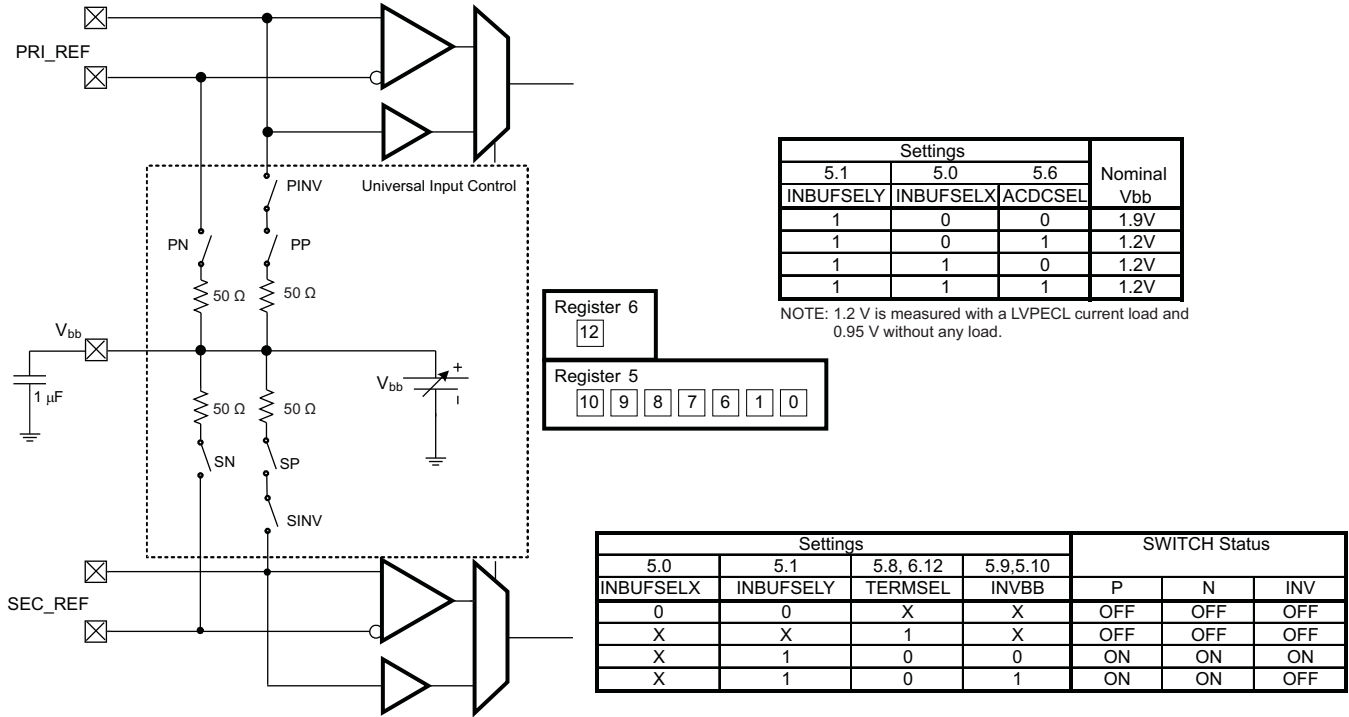 PRI_REF
Universal Input Control
PINV
PN
PP
50 Ω
50 Ω
Vbb
1 μF
Vbb
+
I
50 Ω
50 Ω
SN
SP
SINV
SEC_REF
Register 6
12
Register 5
10 9 8 7 6 1 0
Settings
Nominal Vbb
5.1 5.0 5.6
INBUFSELY INBUFSELX ACDCSEL
1 0 0 1.9V
1 0 1 1.2V
1 1 0 1.2V
1 1 1 1.2V
NOTE: 1.2 V is measured with a LVPECL current load and
0.95 V without any load.
Settings SWITCH Status
5.0 5.1 5.8, 6.12 5.9,5.10
INBUFSELX INBUFSELY TERMSEL INVBB P N INV
0 0 X X OFF OFF OFF
X X 1 X OFF OFF OFF
X 1 0 0 ON ON ON
X 1 0 1 ON ON OFF